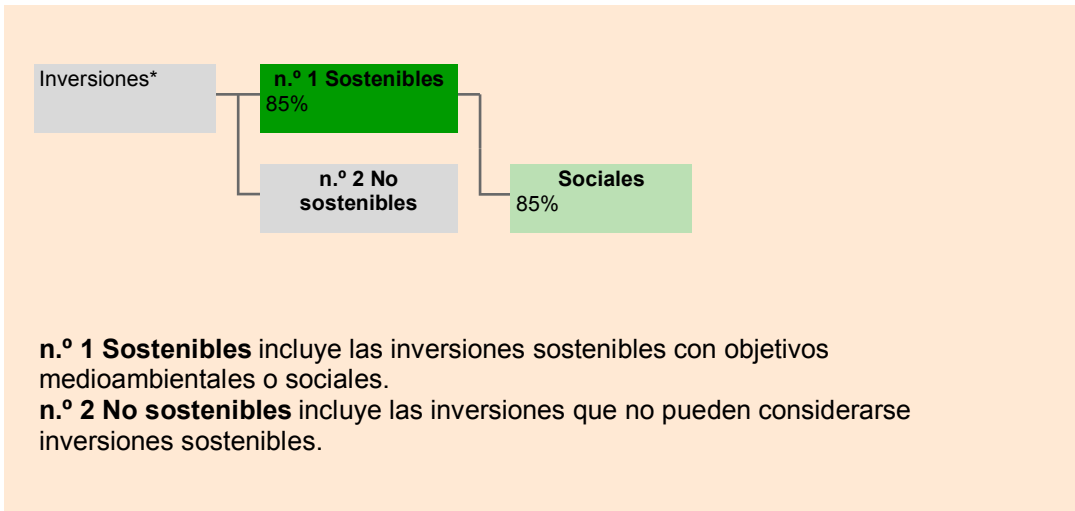 Inversiones*
n.º 1 Sostenibles
85%
n.º 2 No
sostenibles
Sociales
85%
n.º 1 Sostenibles incluye las inversiones sostenibles con objetivos
medioambientales o sociales.
n.º 2 No sostenibles incluye las inversiones que no pueden considerarse
inversiones sostenibles.